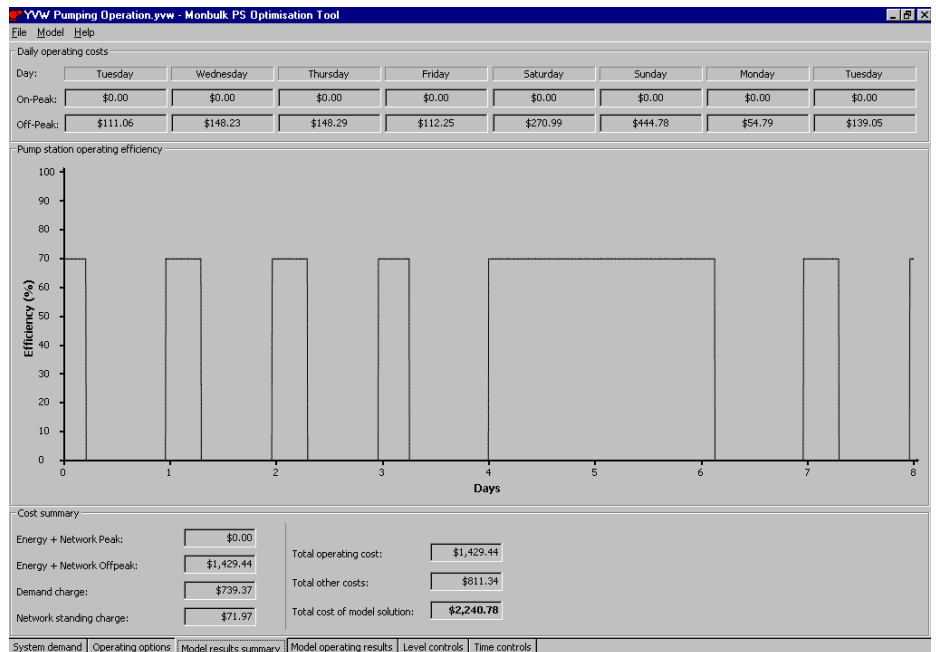 YVW Pumping Operation.yvw - Monbulk PS Optimisation Tool
File Model Help
Daily operating costs
Day: Tuesday Wednesday Thursday Friday Saturday Sunday Monday Tuesday
On-Peak: $0.00 $0.00 $0.00 $0.00 $0.00 $0.00 $0.00 $0.00
Off-Peak: $111.06 $148.23 $148.29 $112.25 $270.99 $444.78 $54.79 $139.05
Pump station operating efficiency
100
90
80
70
60
50
40
30
20
10
0
Efficiency (%)
0 1 2 3 4 5 6 7 8
Days
Cost summary
Energy + Network Peak: $0.00
Energy + Network Offpeak: $1,429.44
Demand charge: $739.37
Network standing charge: $71.97
Total operating cost: $1,429.44
Total other costs: $811.34
Total cost of model solution: $2,240.78
System demand Operating options Model results summary Model operating results Level controls Time controls